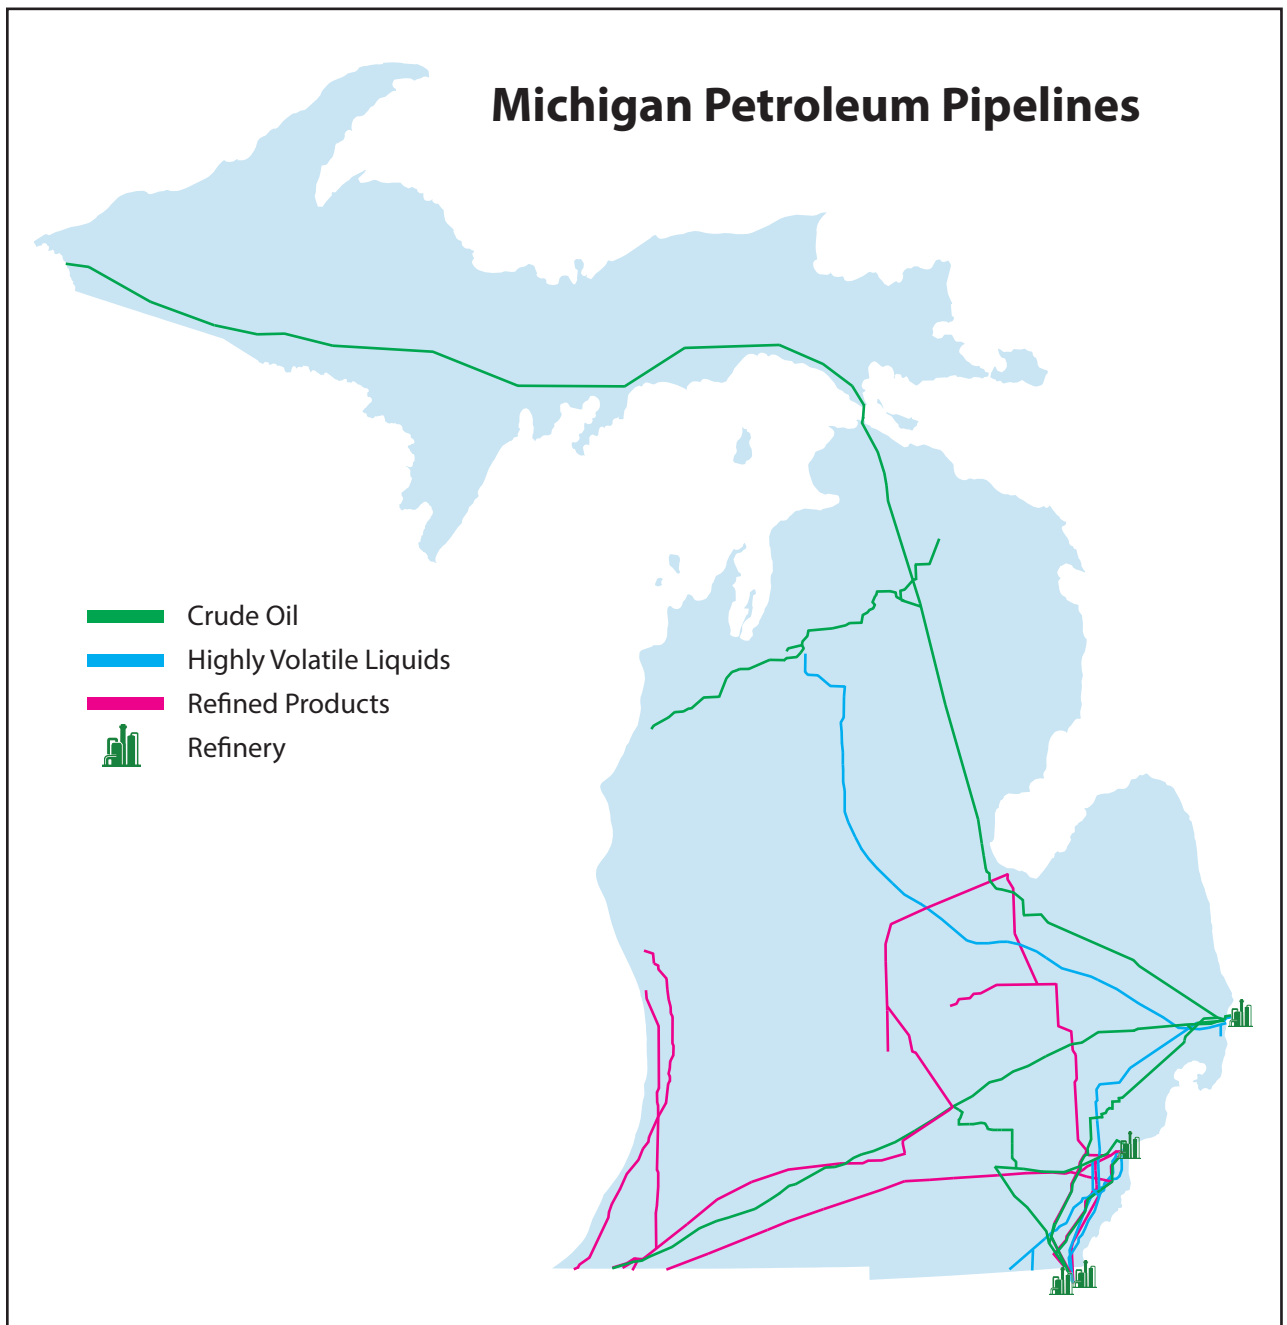 Michigan Petroleum Pipelines
Crude Oil
Highly Volatile Liquids
Refined Products
Refinery